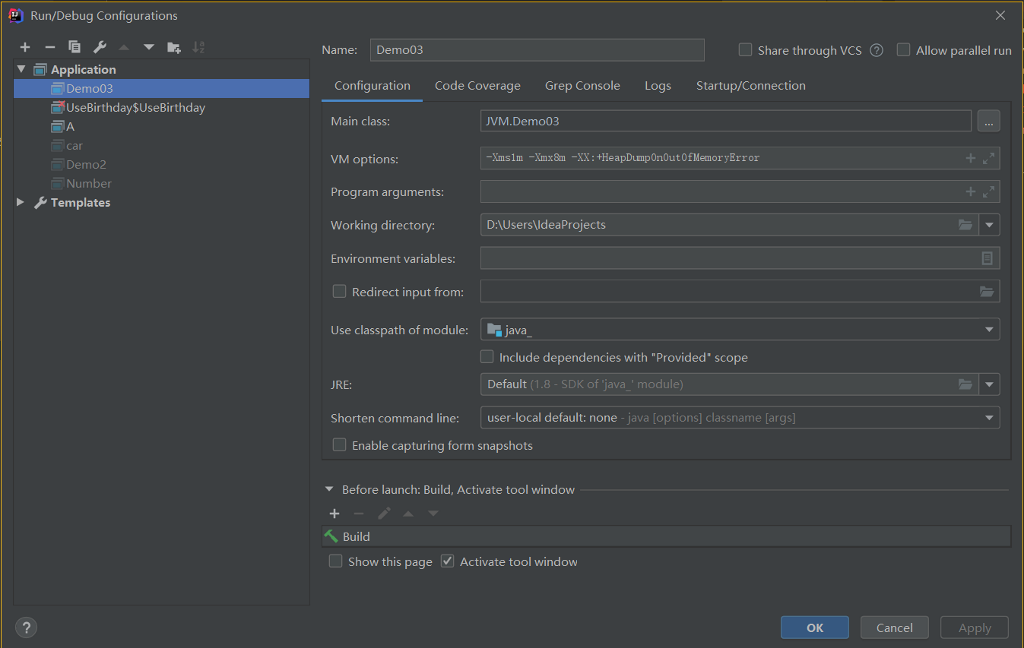 Run/Debug Configurations
Name: Demo03
Share through VCS ?
Allow parallel run
Application
Demo03
UseBirthday$UseBirthday
A
car
Demo2
Number
Templates
Configuration Code Coverage Grep Console Logs Startup/Connection
Main class: JVM.Demo03 ...
VM options: -Xms1m -Xmx8m -XX:+HeapDumpOnOutOfMemoryError
Program arguments:
Working directory: D:\Users\IdeaProjects
Environment variables:
Redirect input from:
Use classpath of module: java_
Include dependencies with "Provided" scope
JRE: Default (1.8 - SDK of 'java_' module)
Shorten command line: user-local default: none - java [options] classname [args]
Enable capturing form snapshots
Before launch: Build, Activate tool window
Build
Show this page Activate tool window
? OK Cancel Apply